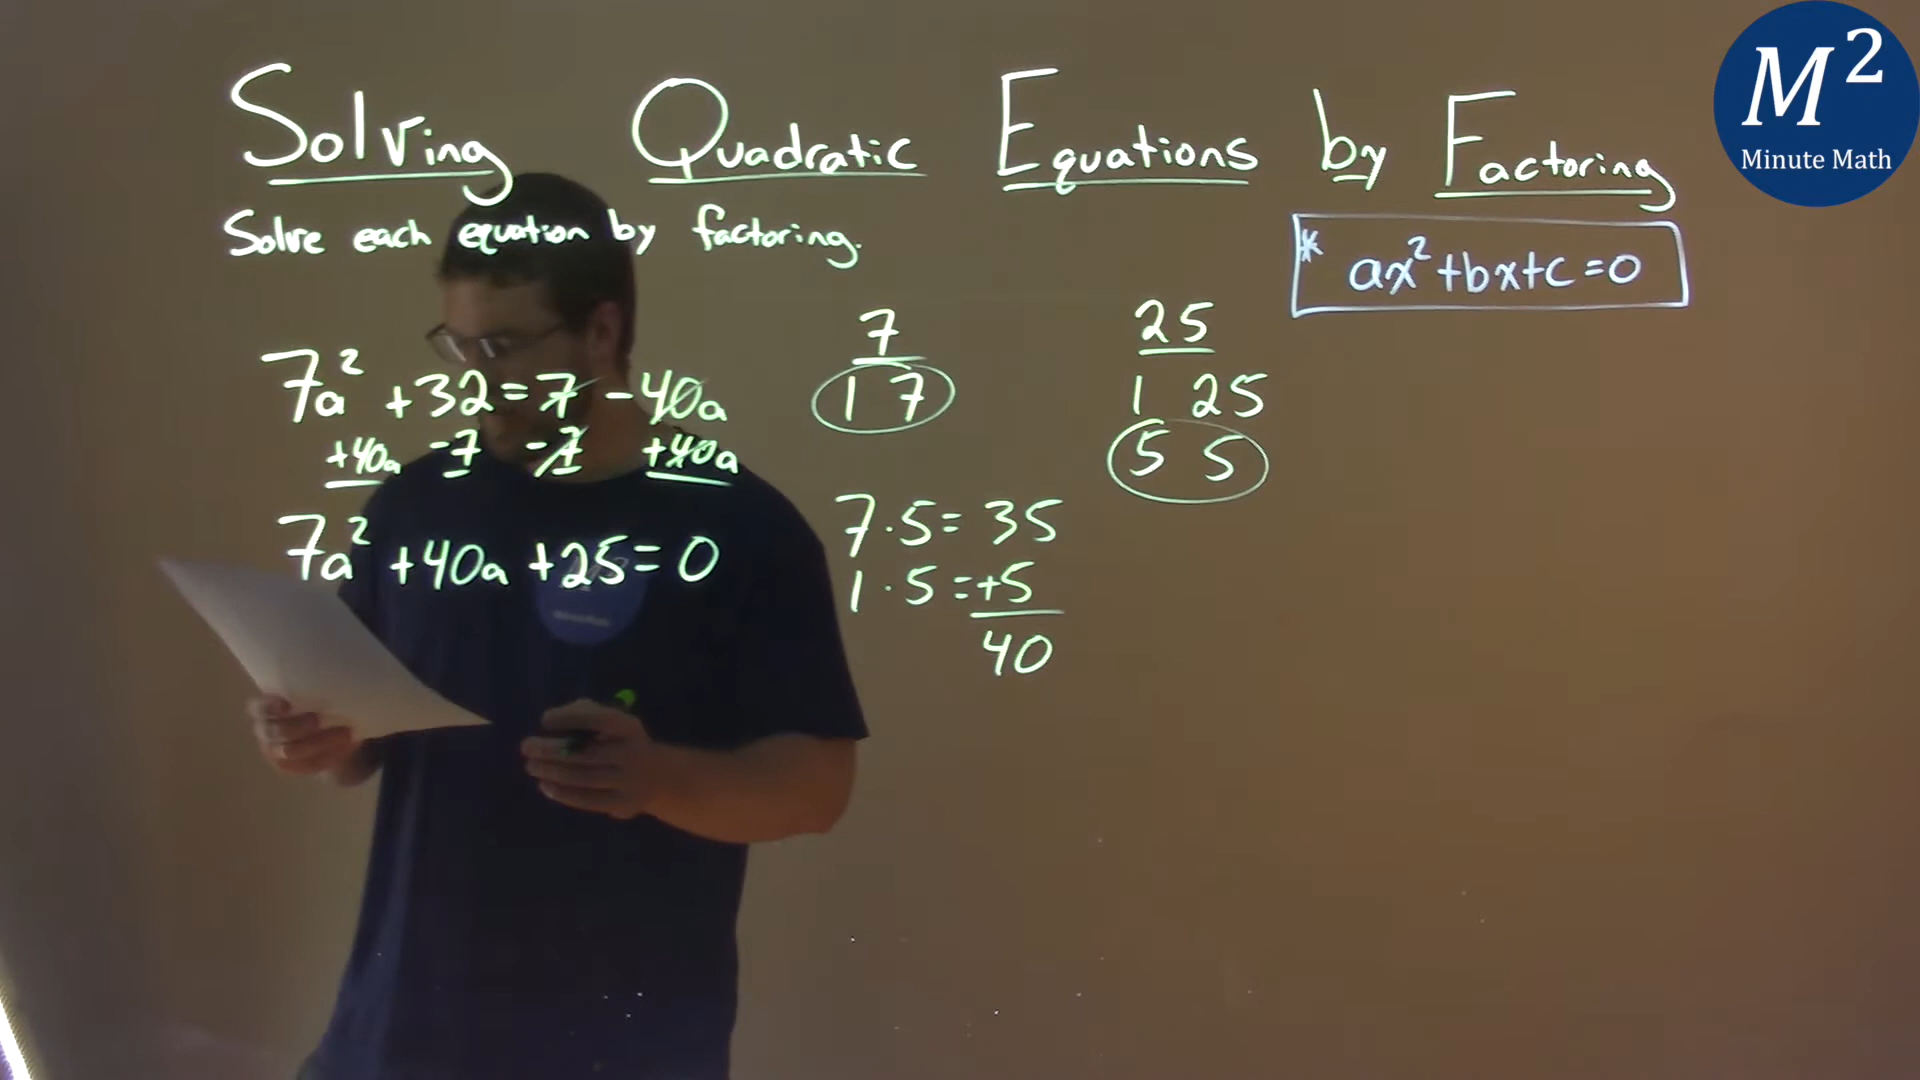 M²
Minute Math
Solving Quadratic Equations by Factoring
Solve each equation by factoring.
* ax²+bx+c=0
7a² +32=7 -40a
+40a -7 -7 +40a
7a² +40a +25=0
7
1 7
25
1 25
5 5
7·5= 35
1·5=+5
40